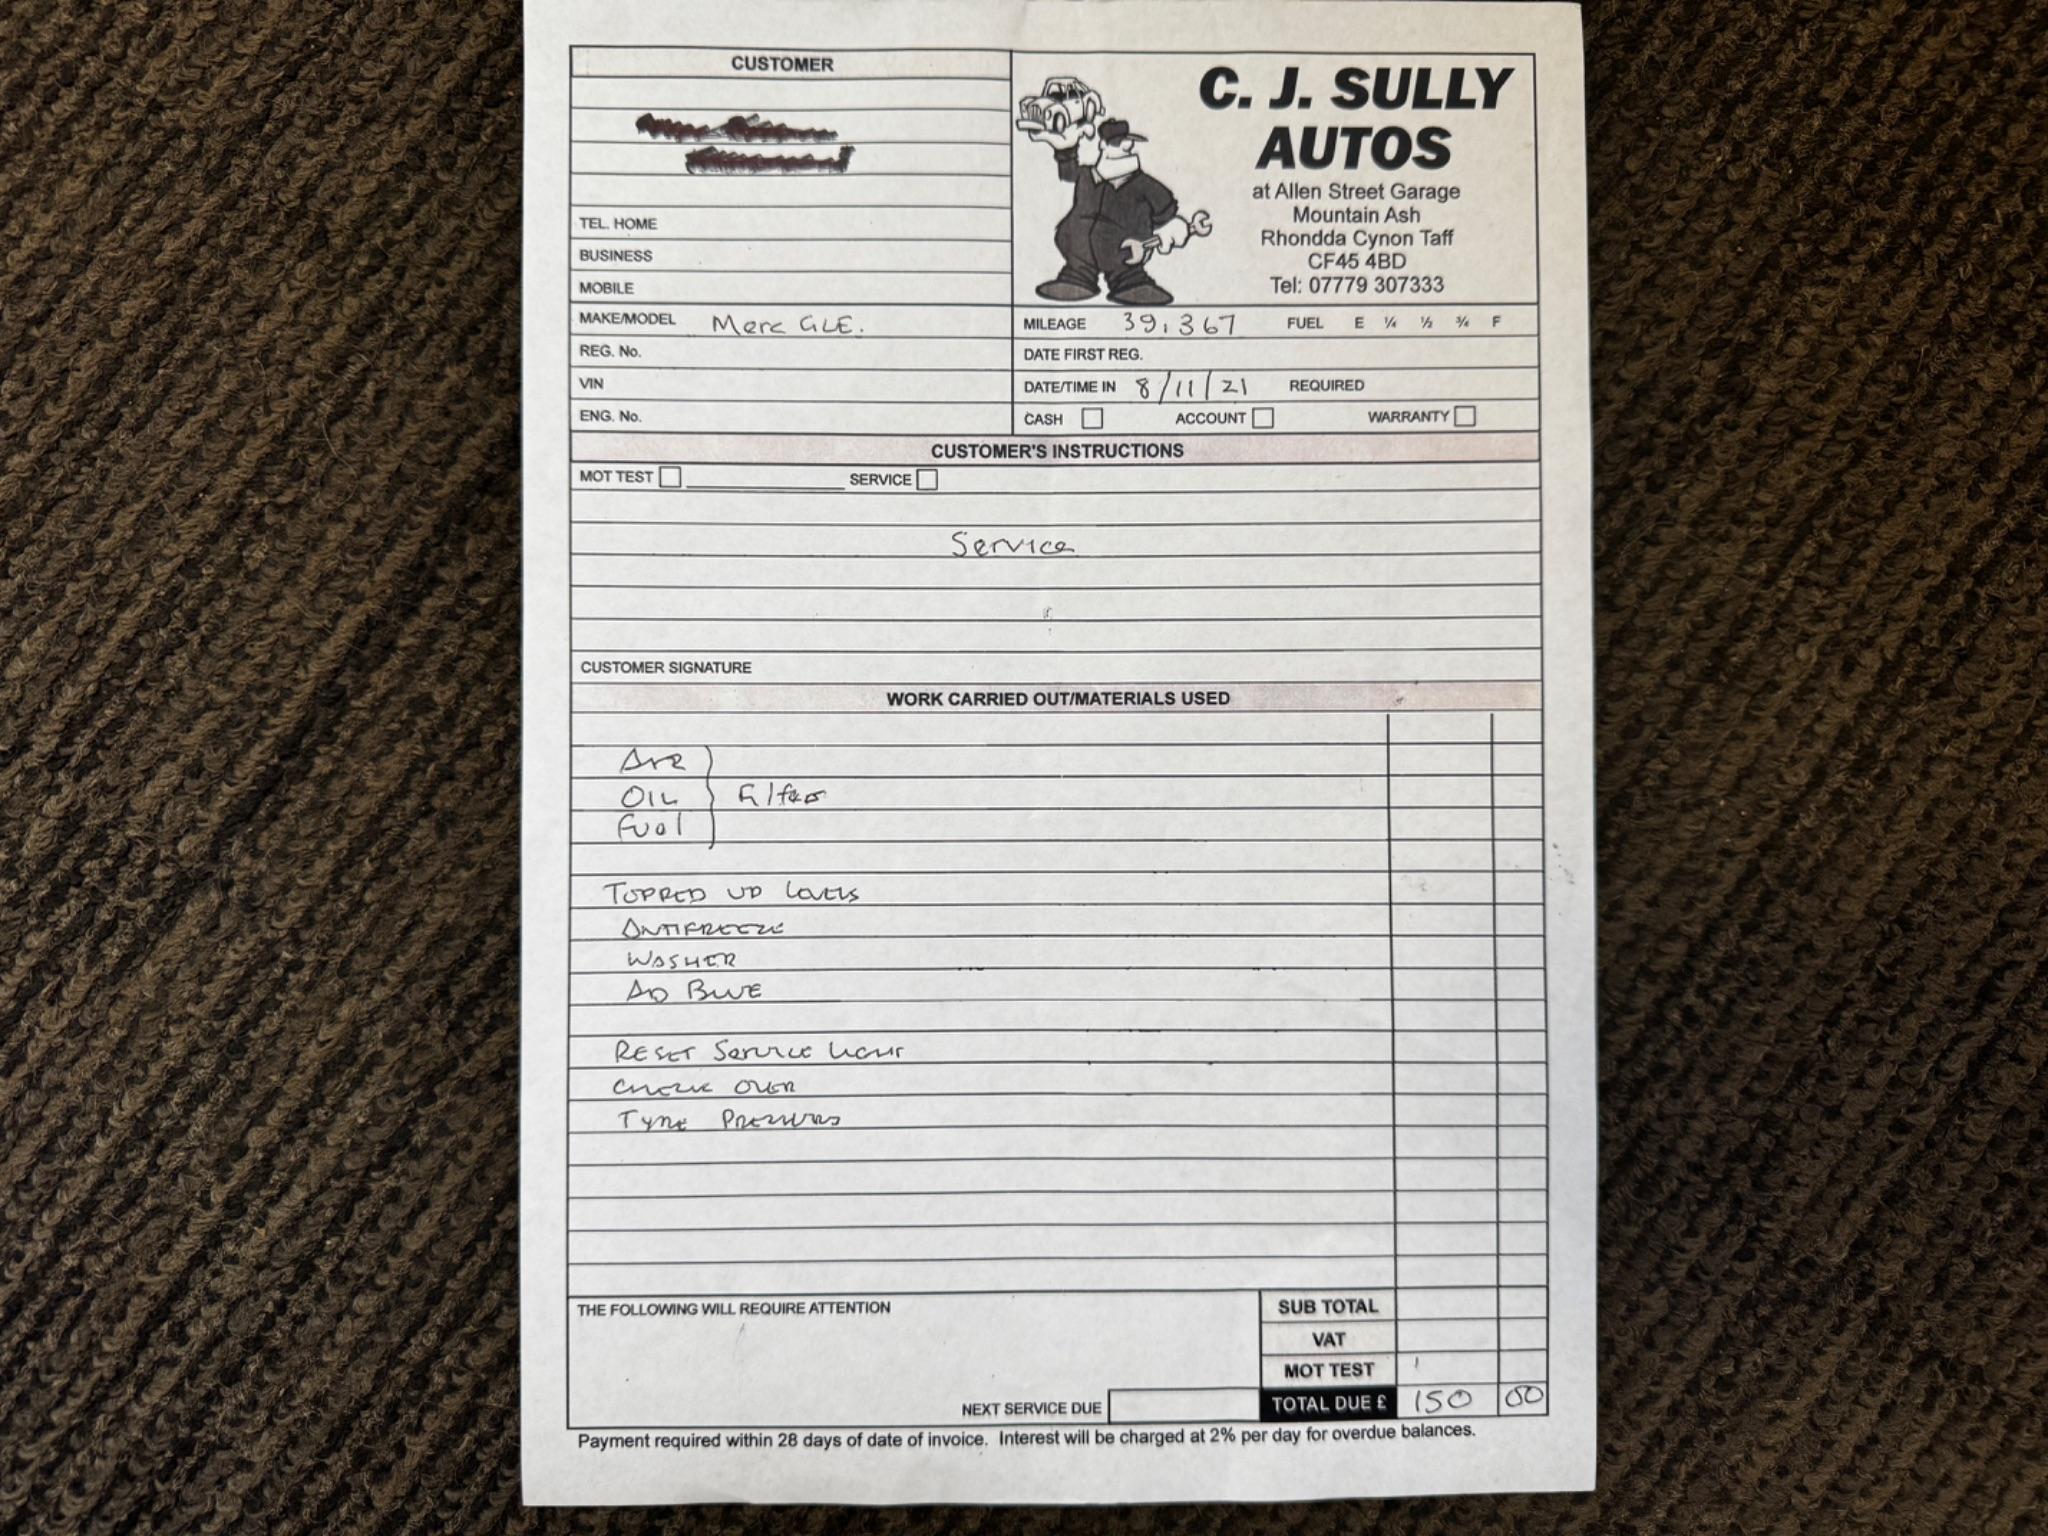 CUSTOMER
C. J. SULLY
AUTOS
at Allen Street Garage
Mountain Ash
Rhondda Cynon Taff
CF45 4BD
Tel: 07779 307333
TEL. HOME
BUSINESS
MOBILE
MAKE/MODEL Merc GLE.
MILEAGE 39,367 FUEL E ¼ ½ ¾ F
REG. No.
DATE FIRST REG.
VIN
DATE/TIME IN 8/11/21 REQUIRED
ENG. No.
CASH ACCOUNT WARRANTY
CUSTOMER'S INSTRUCTIONS
MOT TEST SERVICE
Service
CUSTOMER SIGNATURE
WORK CARRIED OUT/MATERIALS USED
Air
OIL Filters
Fuel
TOPPED UP LEVELS
ANTIFREEZE
WASHER
AD BLUE
RESET Service LIGHT
CHECK OVER
TYRE PRESSURES
THE FOLLOWING WILL REQUIRE ATTENTION
SUB TOTAL
VAT
MOT TEST
NEXT SERVICE DUE
TOTAL DUE £ 150 00
Payment required within 28 days of date of invoice. Interest will be charged at 2% per day for overdue balances.